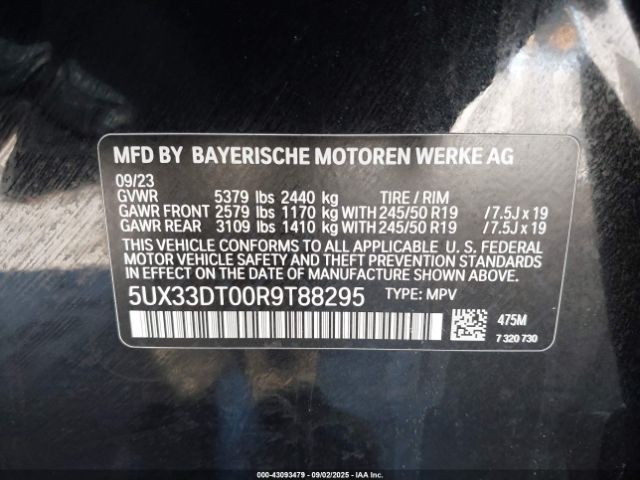 MFD BY BAYERISCHE MOTOREN WERKE AG
09/23
GVWR 5379 lbs 2440 kg TIRE / RIM
GAWR FRONT 2579 lbs 1170 kg WITH 245/50 R19 / 7.5J x 19
GAWR REAR 3109 lbs 1410 kg WITH 245/50 R19 / 7.5J x 19
THIS VEHICLE CONFORMS TO ALL APPLICABLE U. S. FEDERAL
MOTOR VEHICLE SAFETY AND THEFT PREVENTION STANDARDS
IN EFFECT ON THE DATE OF MANUFACTURE SHOWN ABOVE.
5UX33DT00R9T88295 TYPE: MPV
475M
7 320 730
000-43093479 - 09/02/2025 - IAA Inc.